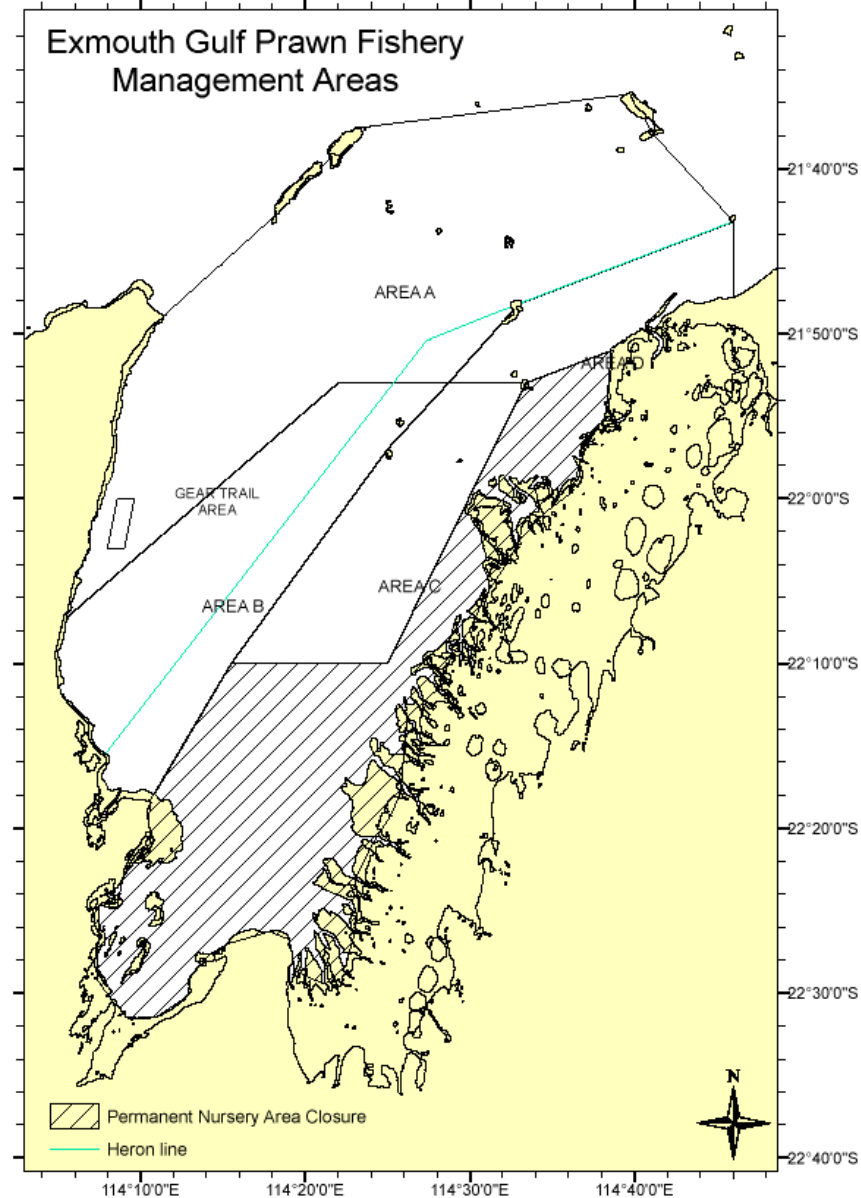 Exmouth Gulf Prawn Fishery
Management Areas
21°40'0"S
AREA A
21°50'0"S
AREA D
GEAR TRAIL
AREA
22°0'0"S
AREA C
AREA B
22°10'0"S
22°20'0"S
22°30'0"S
N
Permanent Nursery Area Closure
Heron line
22°40'0"S
114°10'0"E 114°20'0"E 114°30'0"E 114°40'0"E